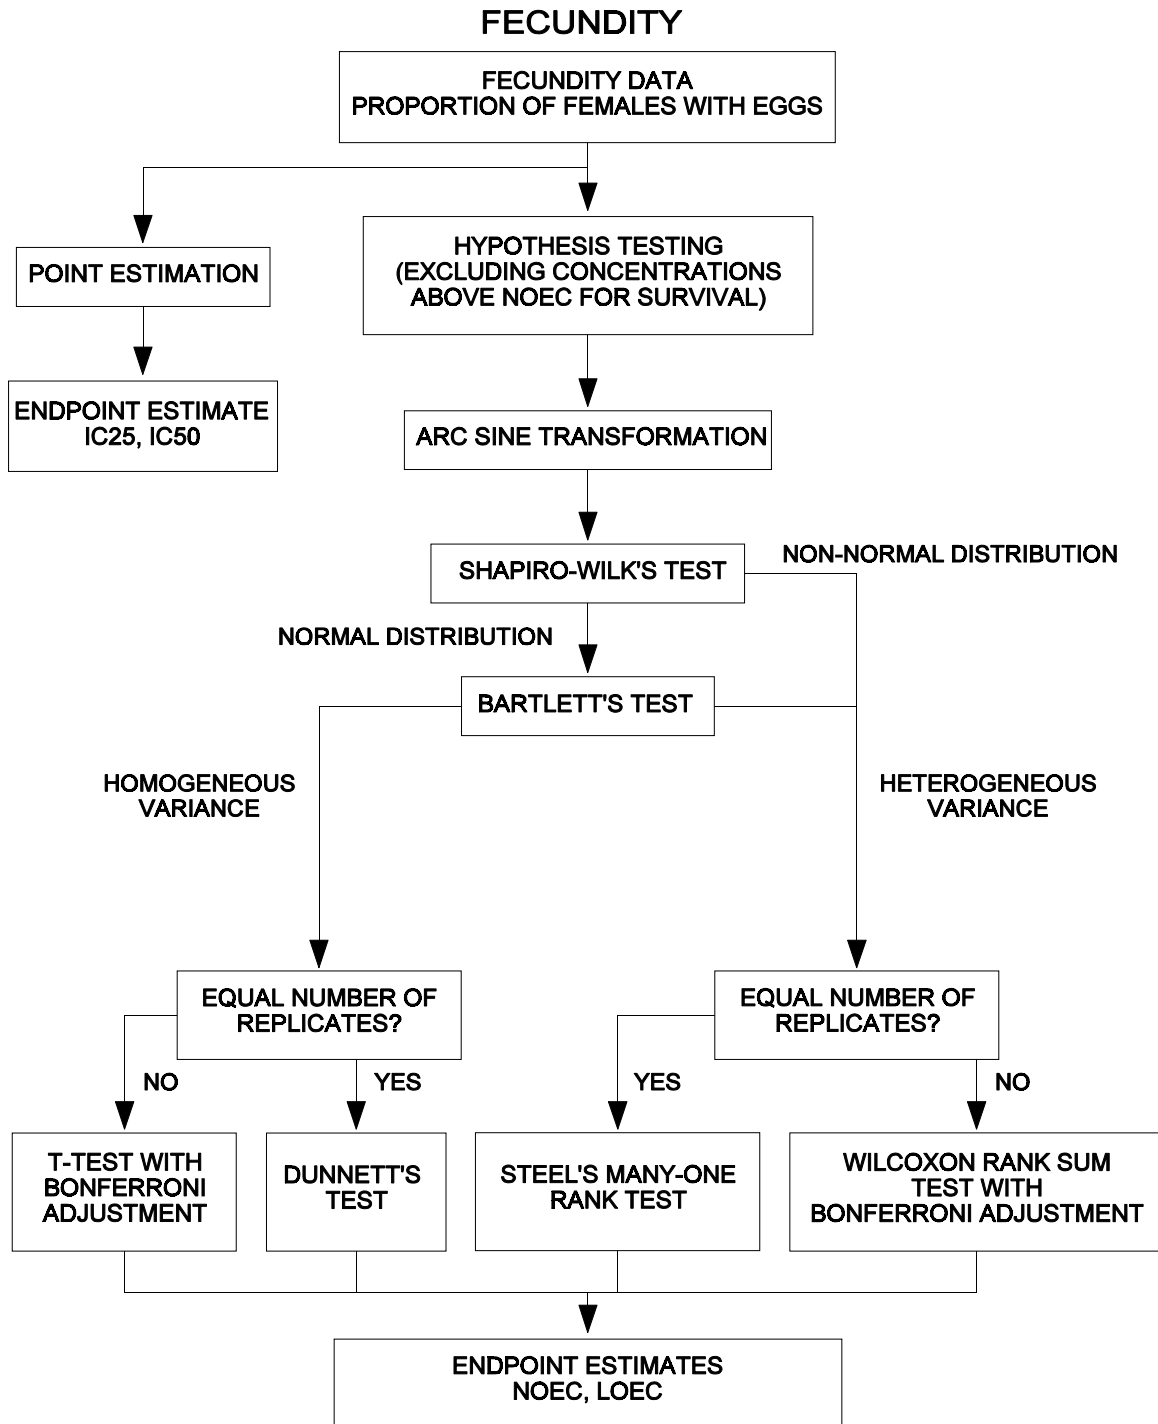 FECUNDITY
FECUNDITY DATA
PROPORTION OF FEMALES WITH EGGS
POINT ESTIMATION
HYPOTHESIS TESTING
(EXCLUDING CONCENTRATIONS
ABOVE NOEC FOR SURVIVAL)
ENDPOINT ESTIMATE
IC25, IC50
ARC SINE TRANSFORMATION
SHAPIRO-WILK'S TEST
NON-NORMAL DISTRIBUTION
NORMAL DISTRIBUTION
BARTLETT'S TEST
HOMOGENEOUS
VARIANCE
HETEROGENEOUS
VARIANCE
EQUAL NUMBER OF
REPLICATES?
EQUAL NUMBER OF
REPLICATES?
NO
YES
YES
NO
T-TEST WITH
BONFERRONI
ADJUSTMENT
DUNNETT'S
TEST
STEEL'S MANY-ONE
RANK TEST
WILCOXON RANK SUM
TEST WITH
BONFERRONI ADJUSTMENT
ENDPOINT ESTIMATES
NOEC, LOEC